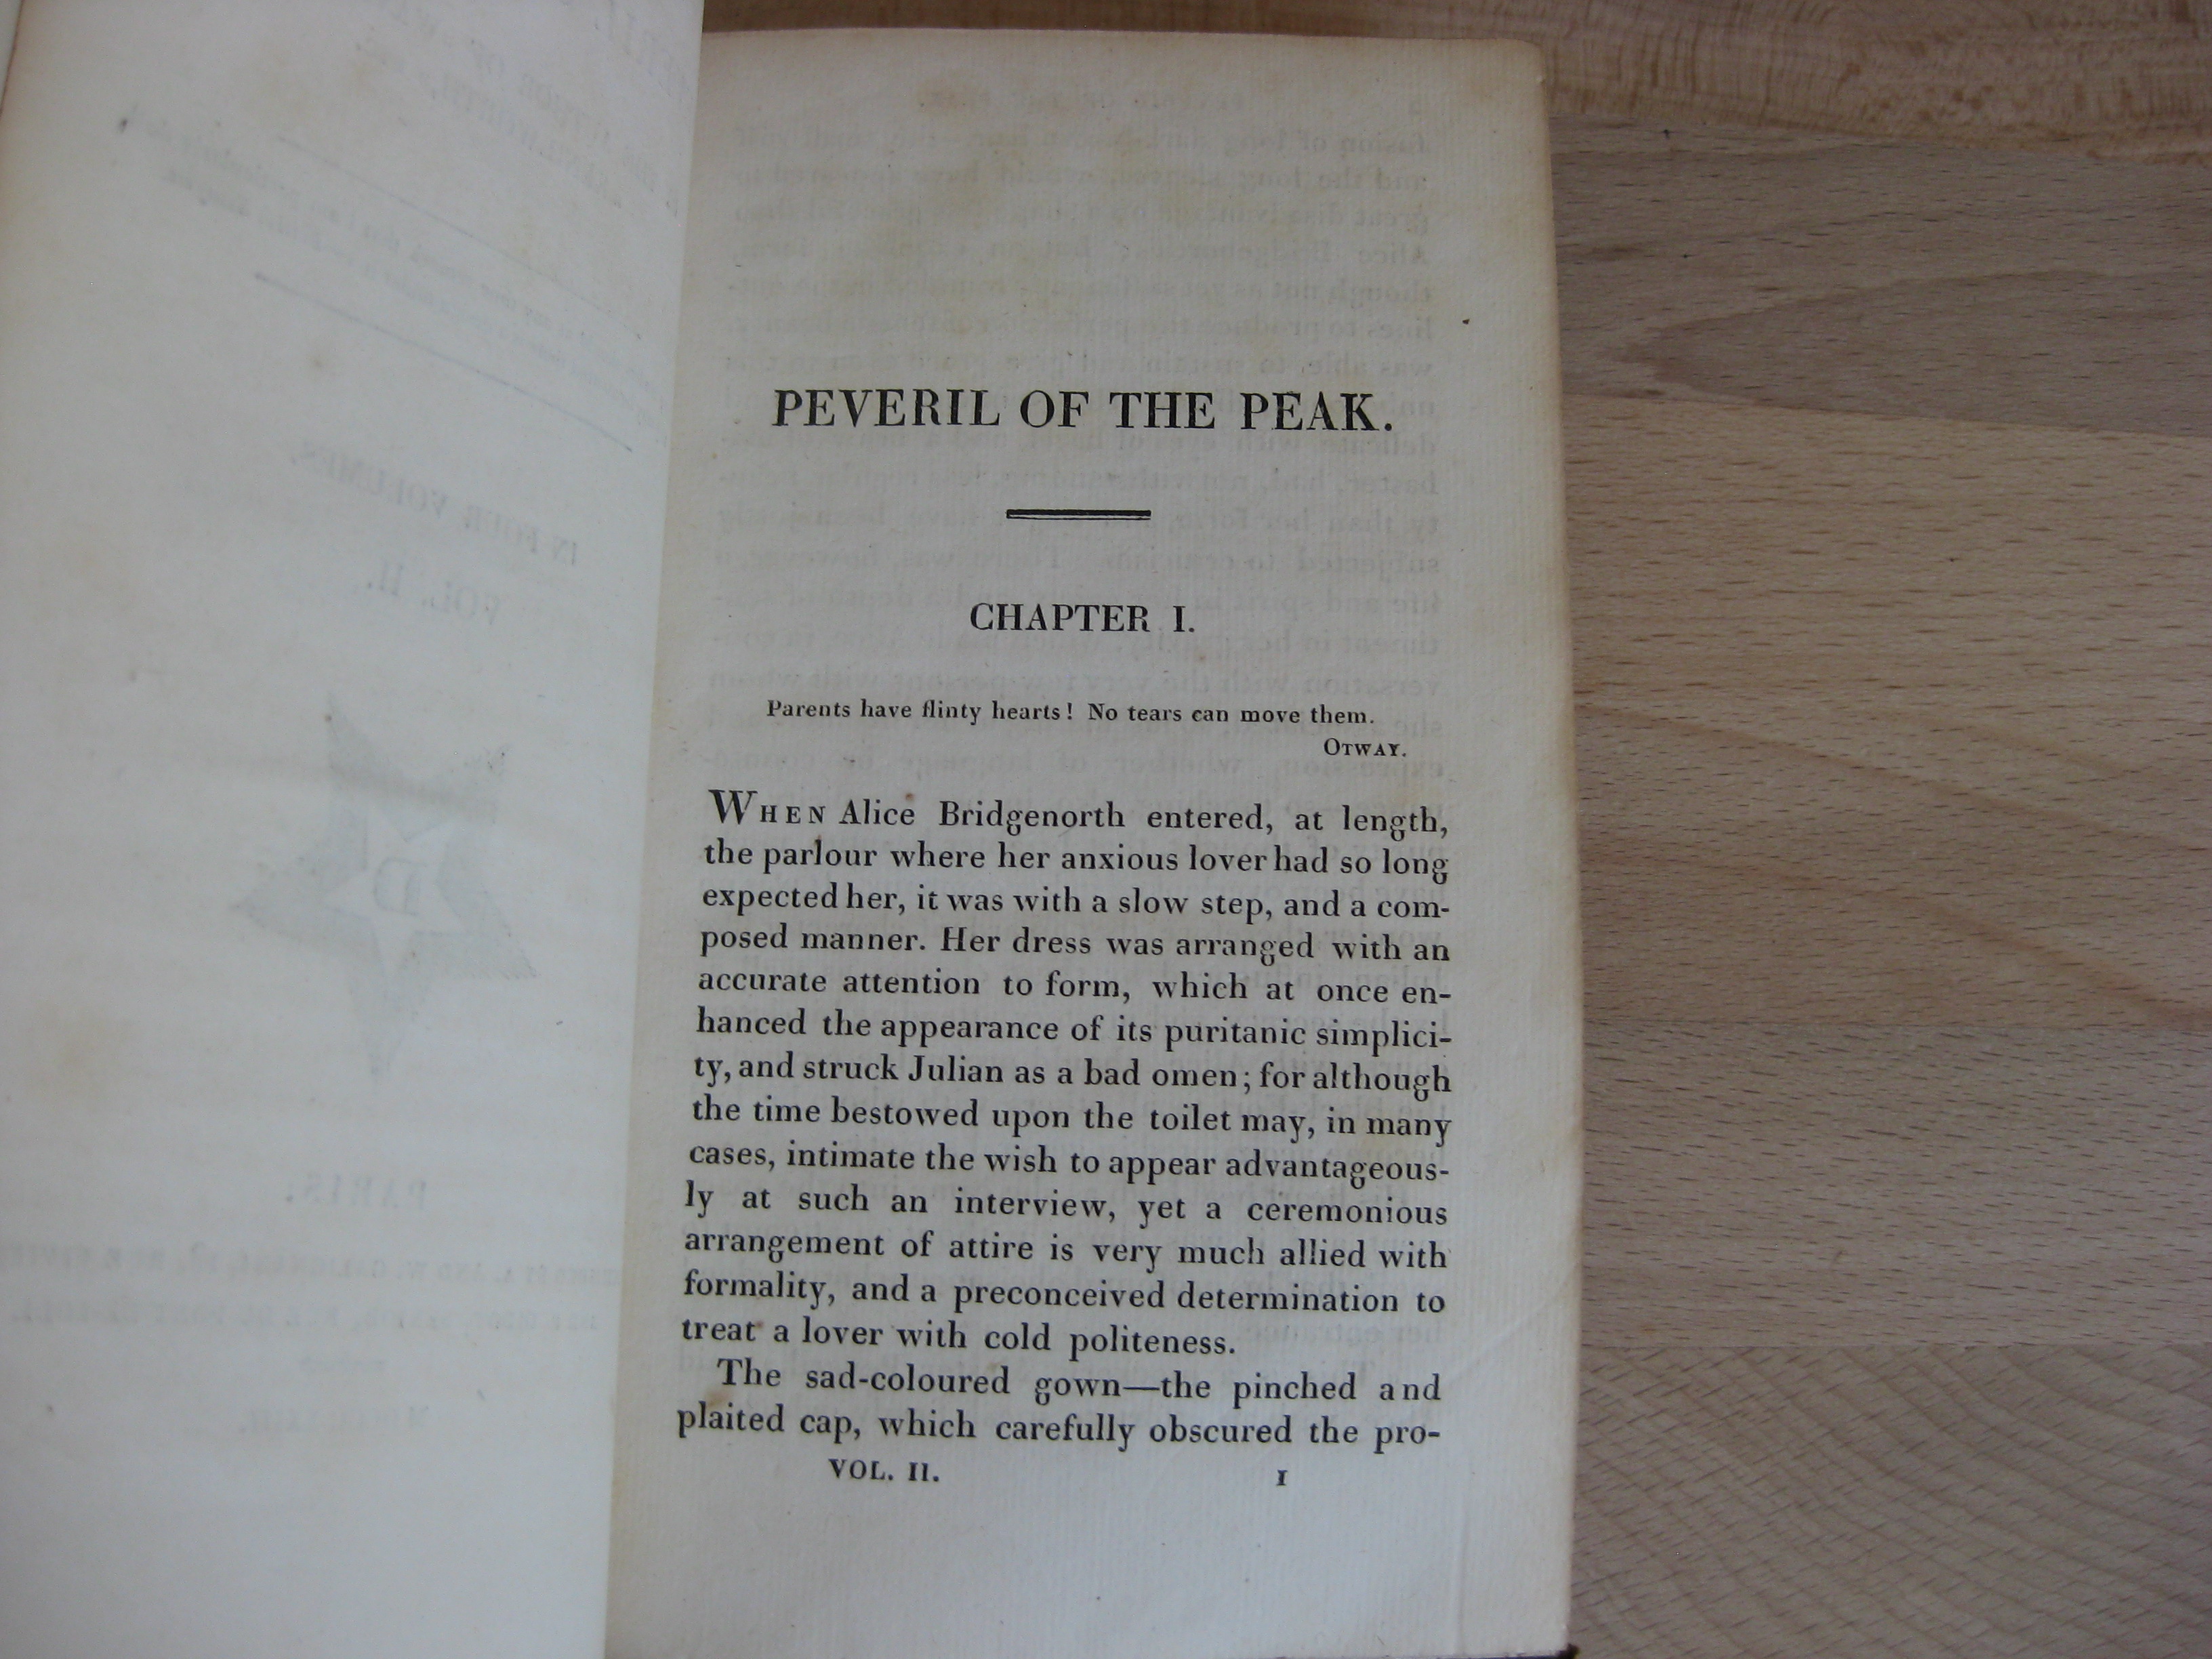 PEVERIL OF THE PEAK.
CHAPTER I.
Parents have flinty hearts! No tears can move them.
OTWAY.
WHEN Alice Bridgenorth entered, at length,
the parlour where her anxious lover had so long
expected her, it was with a slow step, and a com-
posed manner. Her dress was arranged with an
accurate attention to form, which at once en-
hanced the appearance of its puritanic simplici-
ty, and struck Julian as a bad omen; for although
the time bestowed upon the toilet may, in many
cases, intimate the wish to appear advantageous-
ly at such an interview, yet a ceremonious
arrangement of attire is very much allied with
formality, and a preconceived determination to
treat a lover with cold politeness.
The sad-coloured gown—the pinched and
plaited cap, which carefully obscured the pro-
VOL. II. 1